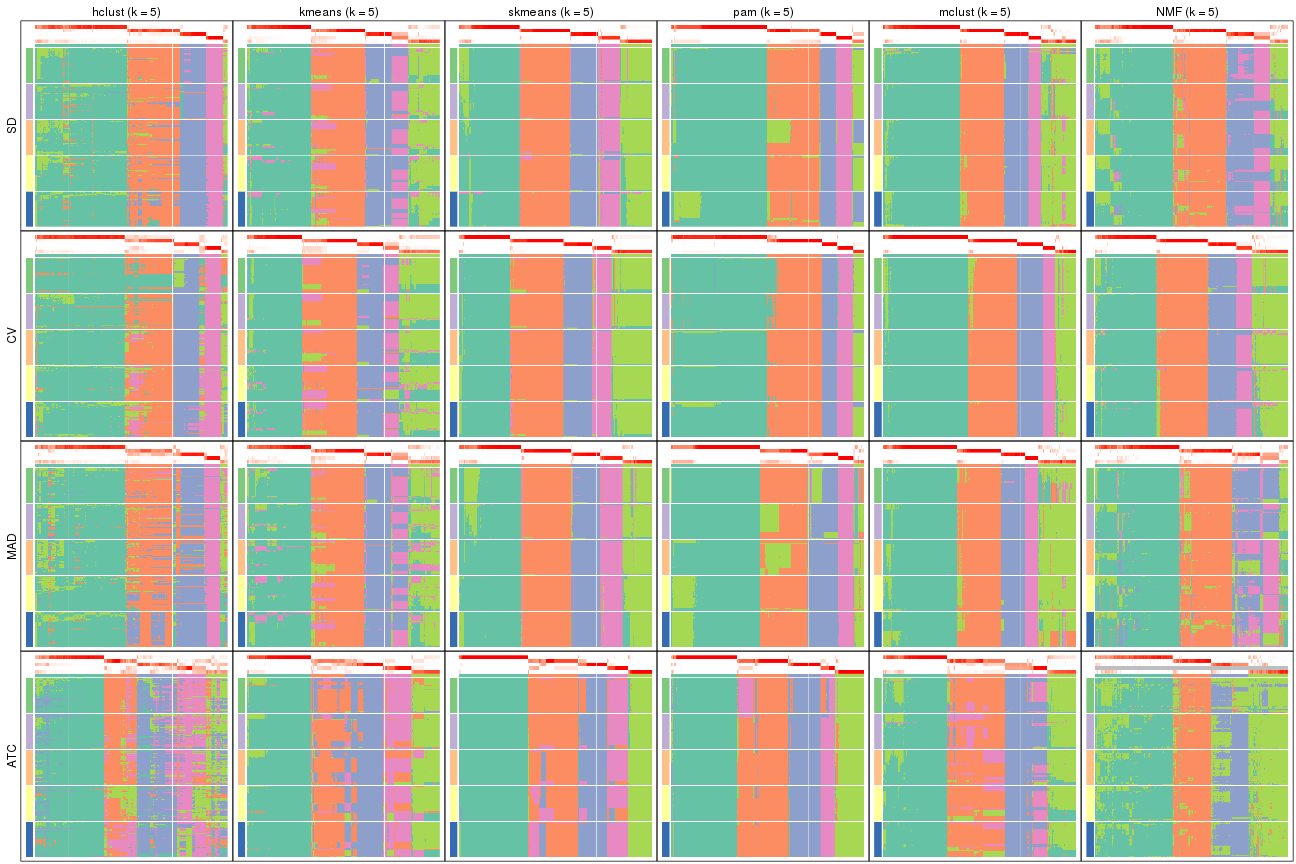 hclust (k = 5) kmeans (k = 5) skmeans (k = 5) pam (k = 5) mclust (k = 5) NMF (k = 5)
SD
CV
MAD
ATC